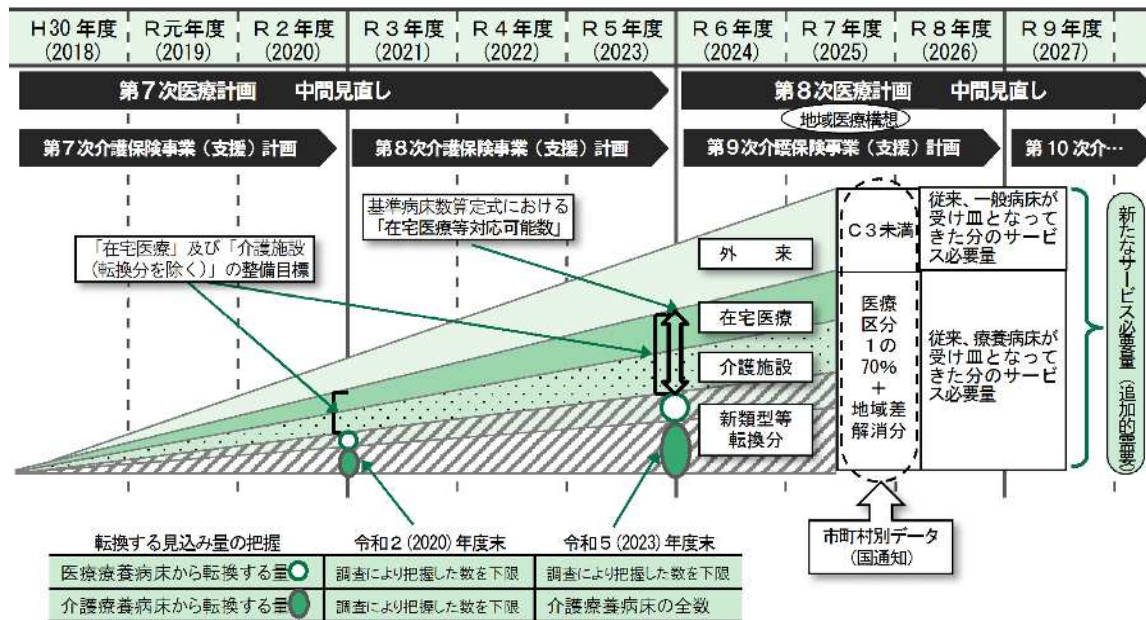 H30年度 R元年度 R2年度 R3年度 R4年度 R5年度 R6年度 R7年度 R8年度 R9年度
(2018) (2019) (2020) (2021) (2022) (2023) (2024) (2025) (2026) (2027)
第7次医療計画 中間見直し
第8次医療計画 中間見直し
地域医療構想
第7次介護保険事業(支援)計画
第8次介護保険事業(支援)計画
第9次介護保険事業(支援)計画
第10次介…
基準病床数算定式における
「在宅医療等対応可能数」
「在宅医療」及び「介護施設
(転換分を除く)」の整備目標
外 来
在宅医療
介護施設
新類型等
転換分
C3未満
医療
区分
1の
70%
+
地域差
解消分
従来、一般病床が
受け皿となって
きた分のサービ
ス必要量
従来、療養病床が
受け皿となって
きた分のサービ
ス必要量
新たなサービス必要量(追加的需要)
市町村別データ
(国通知)
転換する見込み量の把握 令和2(2020)年度末 令和5(2023)年度末
医療療養病床から転換する量 調査により把握した数を下限 調査により把握した数を下限
介護療養病床から転換する量 調査により把握した数を下限 介護療養病床の全数